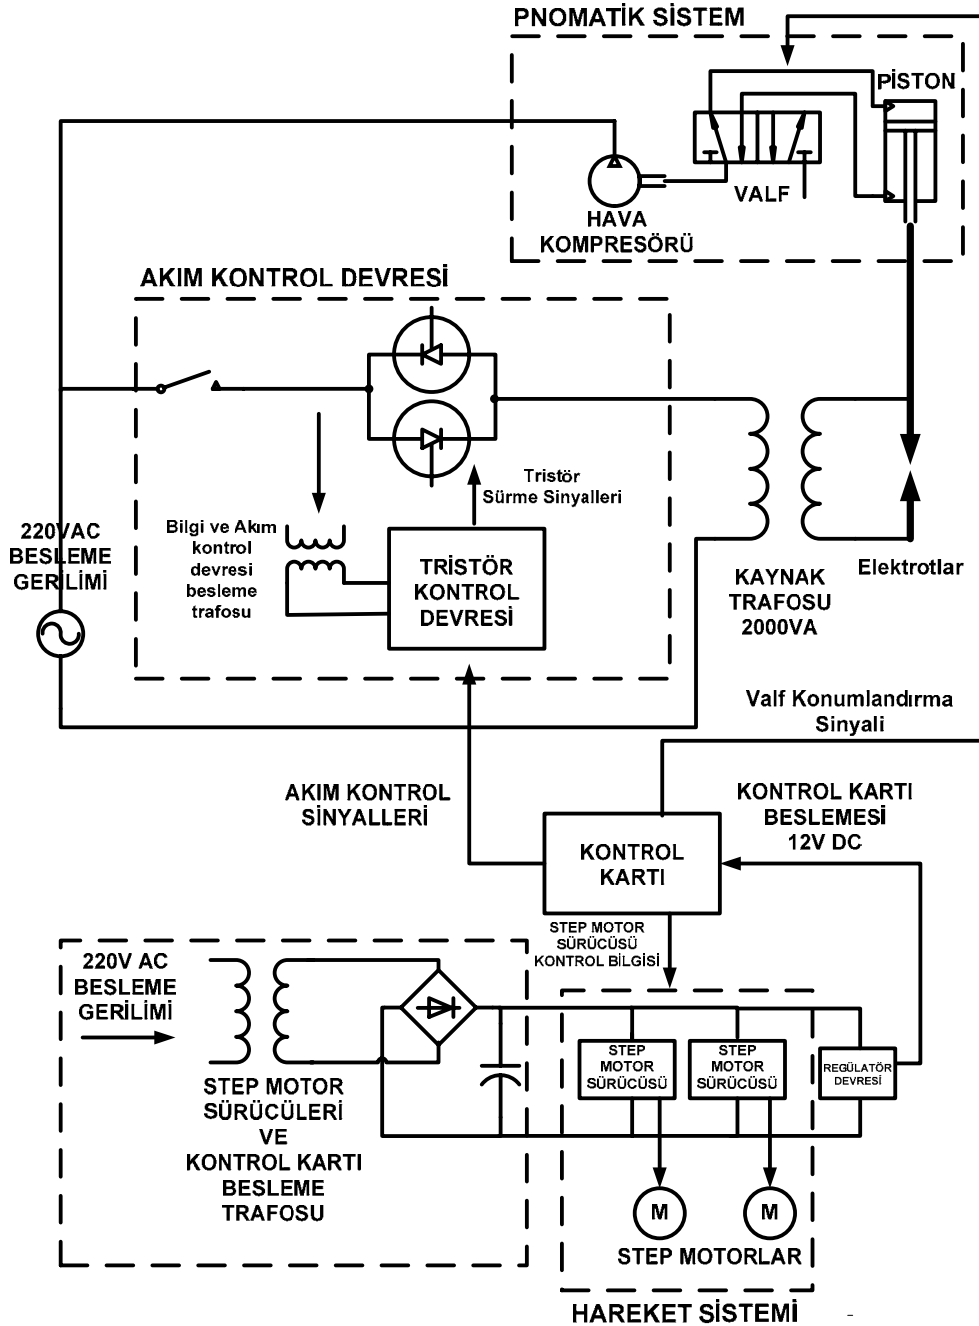 PNOMATİK SİSTEM
PİSTON
VALF
HAVA
KOMPRESÖRÜ
AKIM KONTROL DEVRESİ
Tristör
Sürme Sinyalleri
220VAC
BESLEME
GERİLİMİ
Bilgi ve Akım
kontrol
devresi
besleme
trafosu
TRİSTÖR
KONTROL
DEVRESİ
KAYNAK
TRAFOSU
2000VA
Elektrotlar
Valf Konumlandırma
Sinyali
AKIM KONTROL
SİNYALLERİ
KONTROL KARTI
BESLEMESİ
12V DC
KONTROL
KARTI
STEP MOTOR
SÜRÜCÜSÜ
KONTROL BİLGİSİ
220V AC
BESLEME
GERİLİMİ
STEP MOTOR
SÜRÜCÜLERİ
VE
KONTROL KARTI
BESLEME
TRAFOSU
STEP
MOTOR
SÜRÜCÜSÜ
STEP
MOTOR
SÜRÜCÜSÜ
REGÜLATÖR
DEVRESİ
M
M
STEP MOTORLAR
HAREKET SİSTEMİ